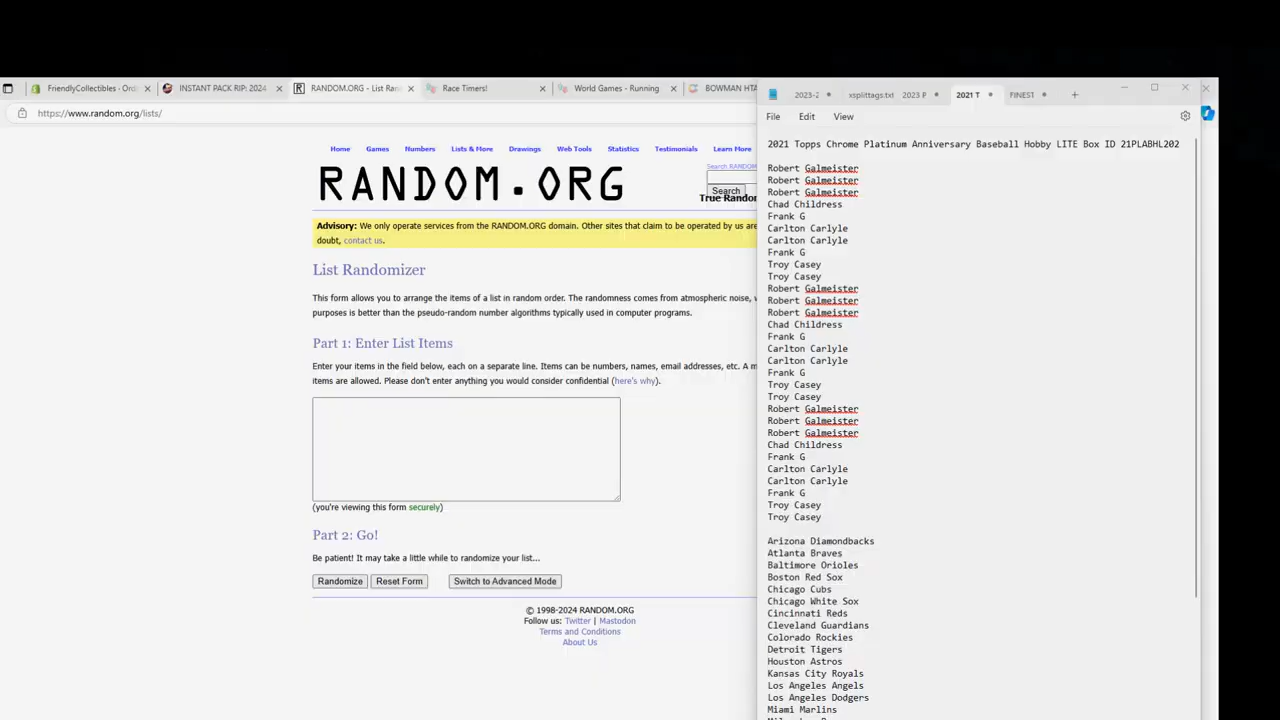 FriendlyCollectibles - Ord
INSTANT PACK RIP: 2024
RANDOM.ORG - List Ran
Race Timers!
World Games - Running
BOWMAN HTA
https://www.random.org/lists/
Home Games Numbers Lists & More Drawings Web Tools Statistics Testimonials Learn More
Search RANDOM
RANDOM.ORG
Search
True Random
Advisory: We only operate services from the RANDOM.ORG domain. Other sites that claim to be operated by us are
doubt, contact us.
List Randomizer
This form allows you to arrange the items of a list in random order. The randomness comes from atmospheric noise, w
purposes is better than the pseudo-random number algorithms typically used in computer programs.
Part 1: Enter List Items
Enter your items in the field below, each on a separate line. Items can be numbers, names, email addresses, etc. A m
items are allowed. Please don't enter anything you would consider confidential (here's why).
(you're viewing this form securely)
Part 2: Go!
Be patient! It may take a little while to randomize your list...
Randomize Reset Form Switch to Advanced Mode
© 1998-2024 RANDOM.ORG
Follow us: Twitter | Mastodon
Terms and Conditions
About Us
2023-2 xsplittags.txt 2023 F 2021 T FINEST
File Edit View
2021 Topps Chrome Platinum Anniversary Baseball Hobby LITE Box ID 21PLABHL202
Robert Galmeister
Robert Galmeister
Robert Galmeister
Chad Childress
Frank G
Carlton Carlyle
Carlton Carlyle
Frank G
Troy Casey
Troy Casey
Robert Galmeister
Robert Galmeister
Robert Galmeister
Chad Childress
Frank G
Carlton Carlyle
Carlton Carlyle
Frank G
Troy Casey
Troy Casey
Robert Galmeister
Robert Galmeister
Robert Galmeister
Chad Childress
Frank G
Carlton Carlyle
Carlton Carlyle
Frank G
Troy Casey
Troy Casey
Arizona Diamondbacks
Atlanta Braves
Baltimore Orioles
Boston Red Sox
Chicago Cubs
Chicago White Sox
Cincinnati Reds
Cleveland Guardians
Colorado Rockies
Detroit Tigers
Houston Astros
Kansas City Royals
Los Angeles Angels
Los Angeles Dodgers
Miami Marlins